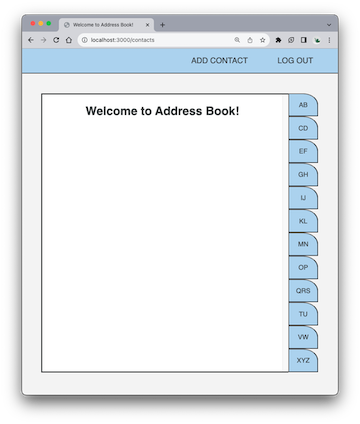 Welcome to Address Book!
localhost:3000/contacts
ADD CONTACT LOG OUT
Welcome to Address Book!
AB
CD
EF
GH
IJ
KL
MN
OP
QRS
TU
VW
XYZ